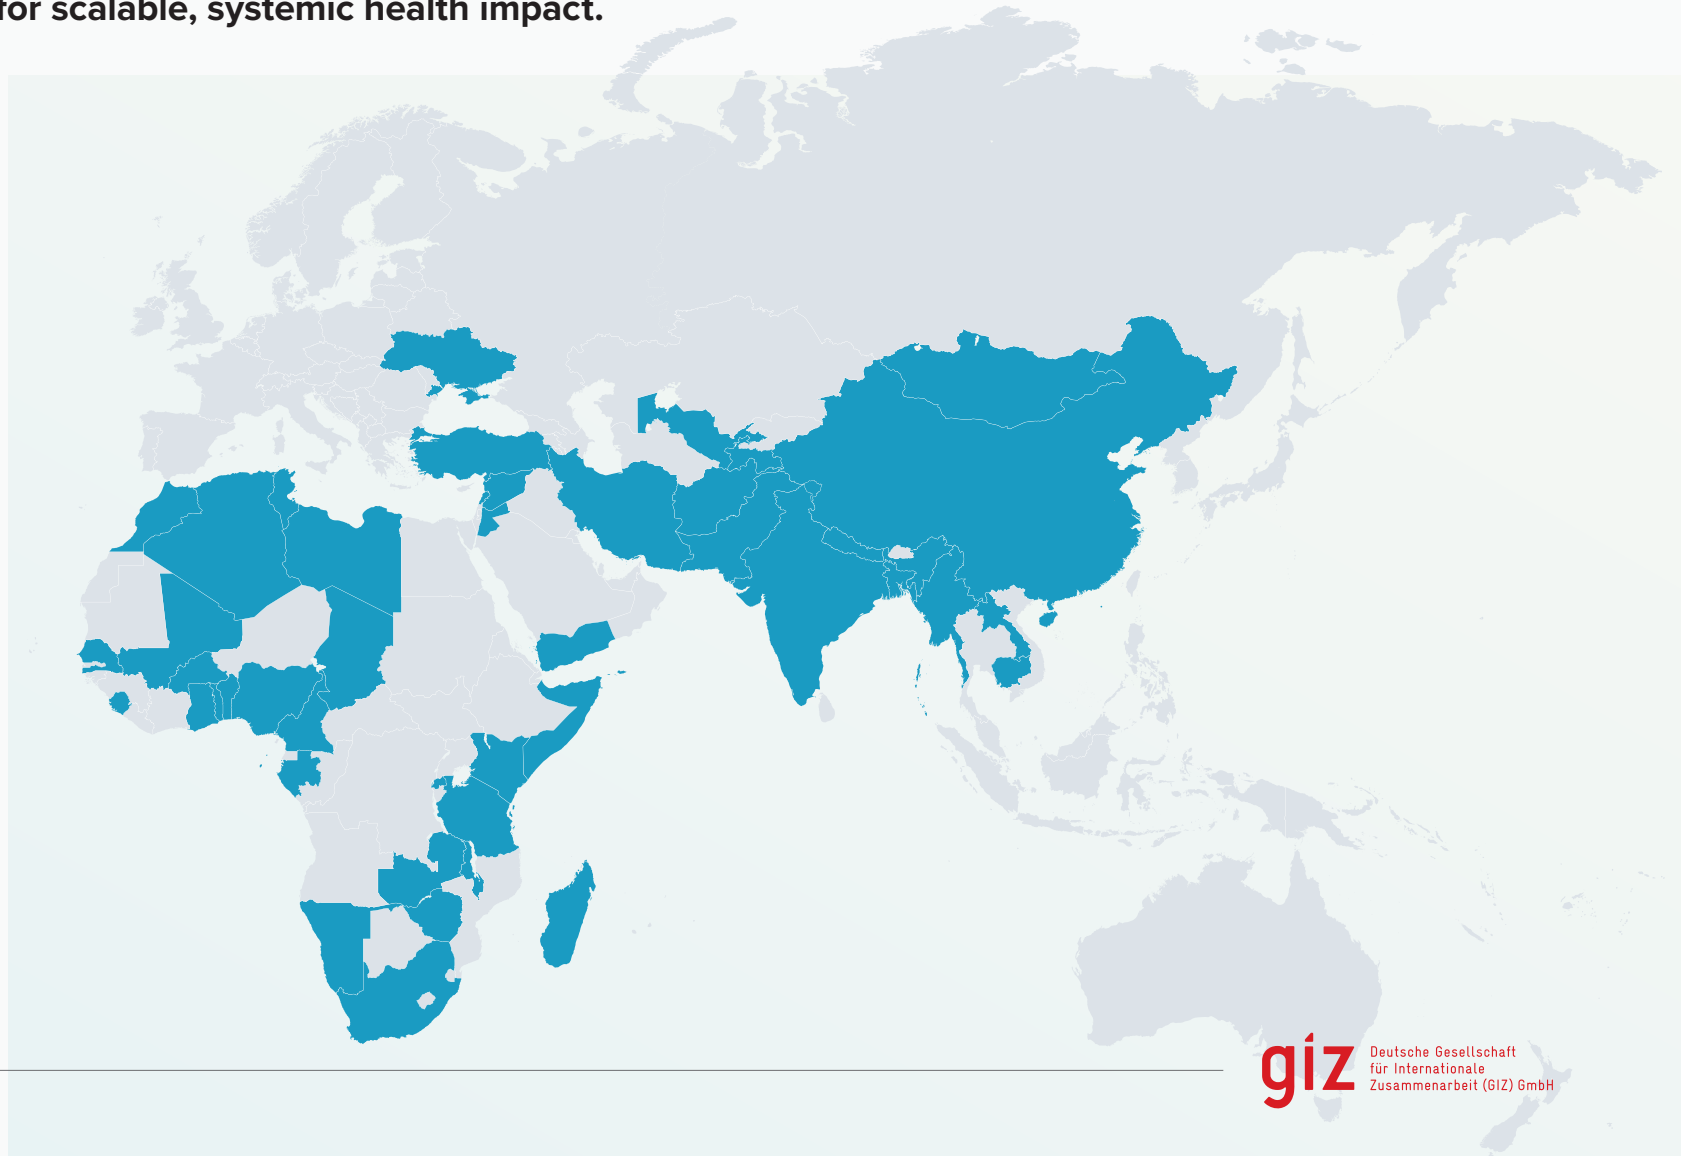 for scalable, systemic health impact.
giz
Deutsche Gesellschaft
für Internationale
Zusammenarbeit (GIZ) GmbH